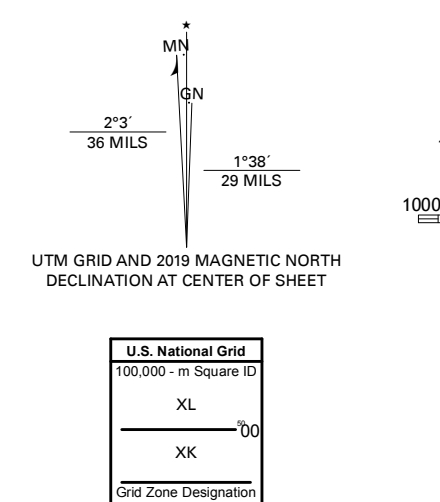 ★
MN
GN
2°3´
36 MILS
1°38´
29 MILS
1000
UTM GRID AND 2019 MAGNETIC NORTH
DECLINATION AT CENTER OF SHEET
U.S. National Grid
100,000 - m Square ID
XL
⁵⁰00
XK
Grid Zone Designation